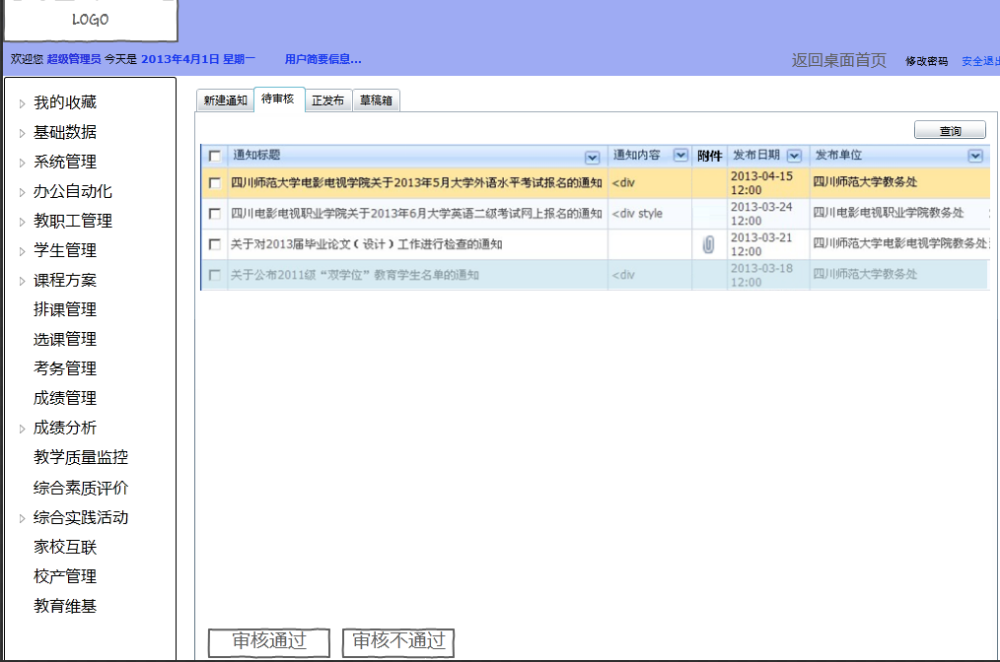 LOGO
欢迎您 超级管理员 今天是 2013年4月1日 星期一 用户简要信息... 返回桌面首页 修改密码 安全退出
我的收藏
基础数据
系统管理
办公自动化
教职工管理
学生管理
课程方案
排课管理
选课管理
考务管理
成绩管理
成绩分析
教学质量监控
综合素质评价
综合实践活动
家校互联
校产管理
教育维基
新建通知 待审核 正发布 草稿箱
查询
通知标题 通知内容 附件 发布日期 发布单位
四川师范大学电影电视学院关于2013年5月大学外语水平考试报名的通知 <div 2013-04-15 四川师范大学教务处
12:00
四川电影电视职业学院关于2013年6月大学英语二级考试网上报名的通知 <div style 2013-03-24 四川电影电视职业学院教务处
12:00
关于对2013届毕业论文（设计）工作进行检查的通知 2013-03-21 四川师范大学电影电视学院教务处
12:00
关于公布2011级“双学位”教育学生名单的通知 <div 2013-03-18 四川师范大学教务处
12:00
审核通过 审核不通过